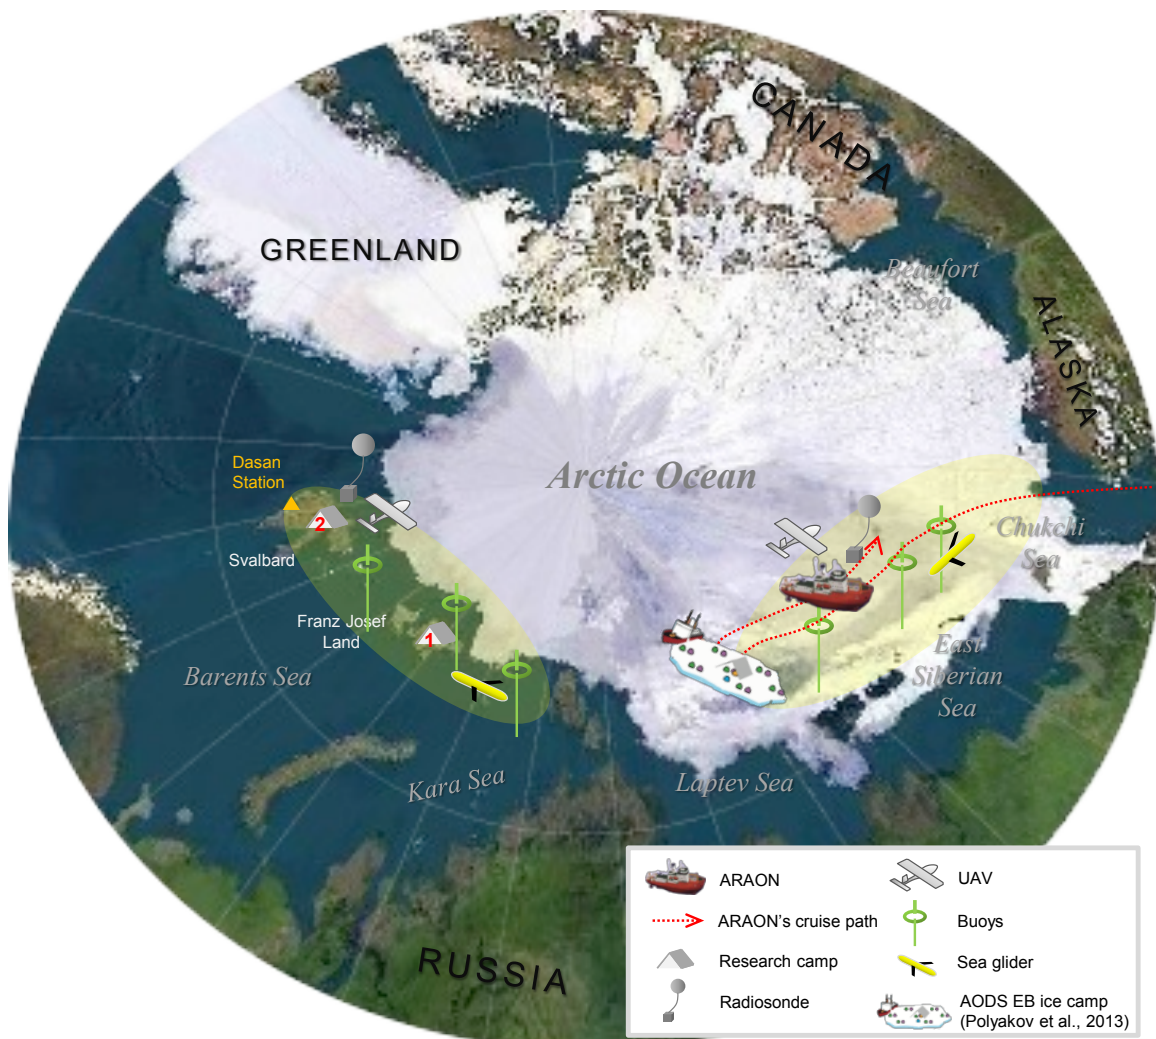 CANADA
GREENLAND
Beaufort
Sea
ALASKA
Dasan
Station
Arctic Ocean
2
Chukchi
Sea
Svalbard
Franz Josef
Land
1
East
Siberian
Sea
Barents Sea
Kara Sea
Laptev Sea
RUSSIA
ARAON
UAV
ARAON's cruise path
Buoys
Research camp
Sea glider
Radiosonde
AODS EB ice camp
(Polyakov et al., 2013)